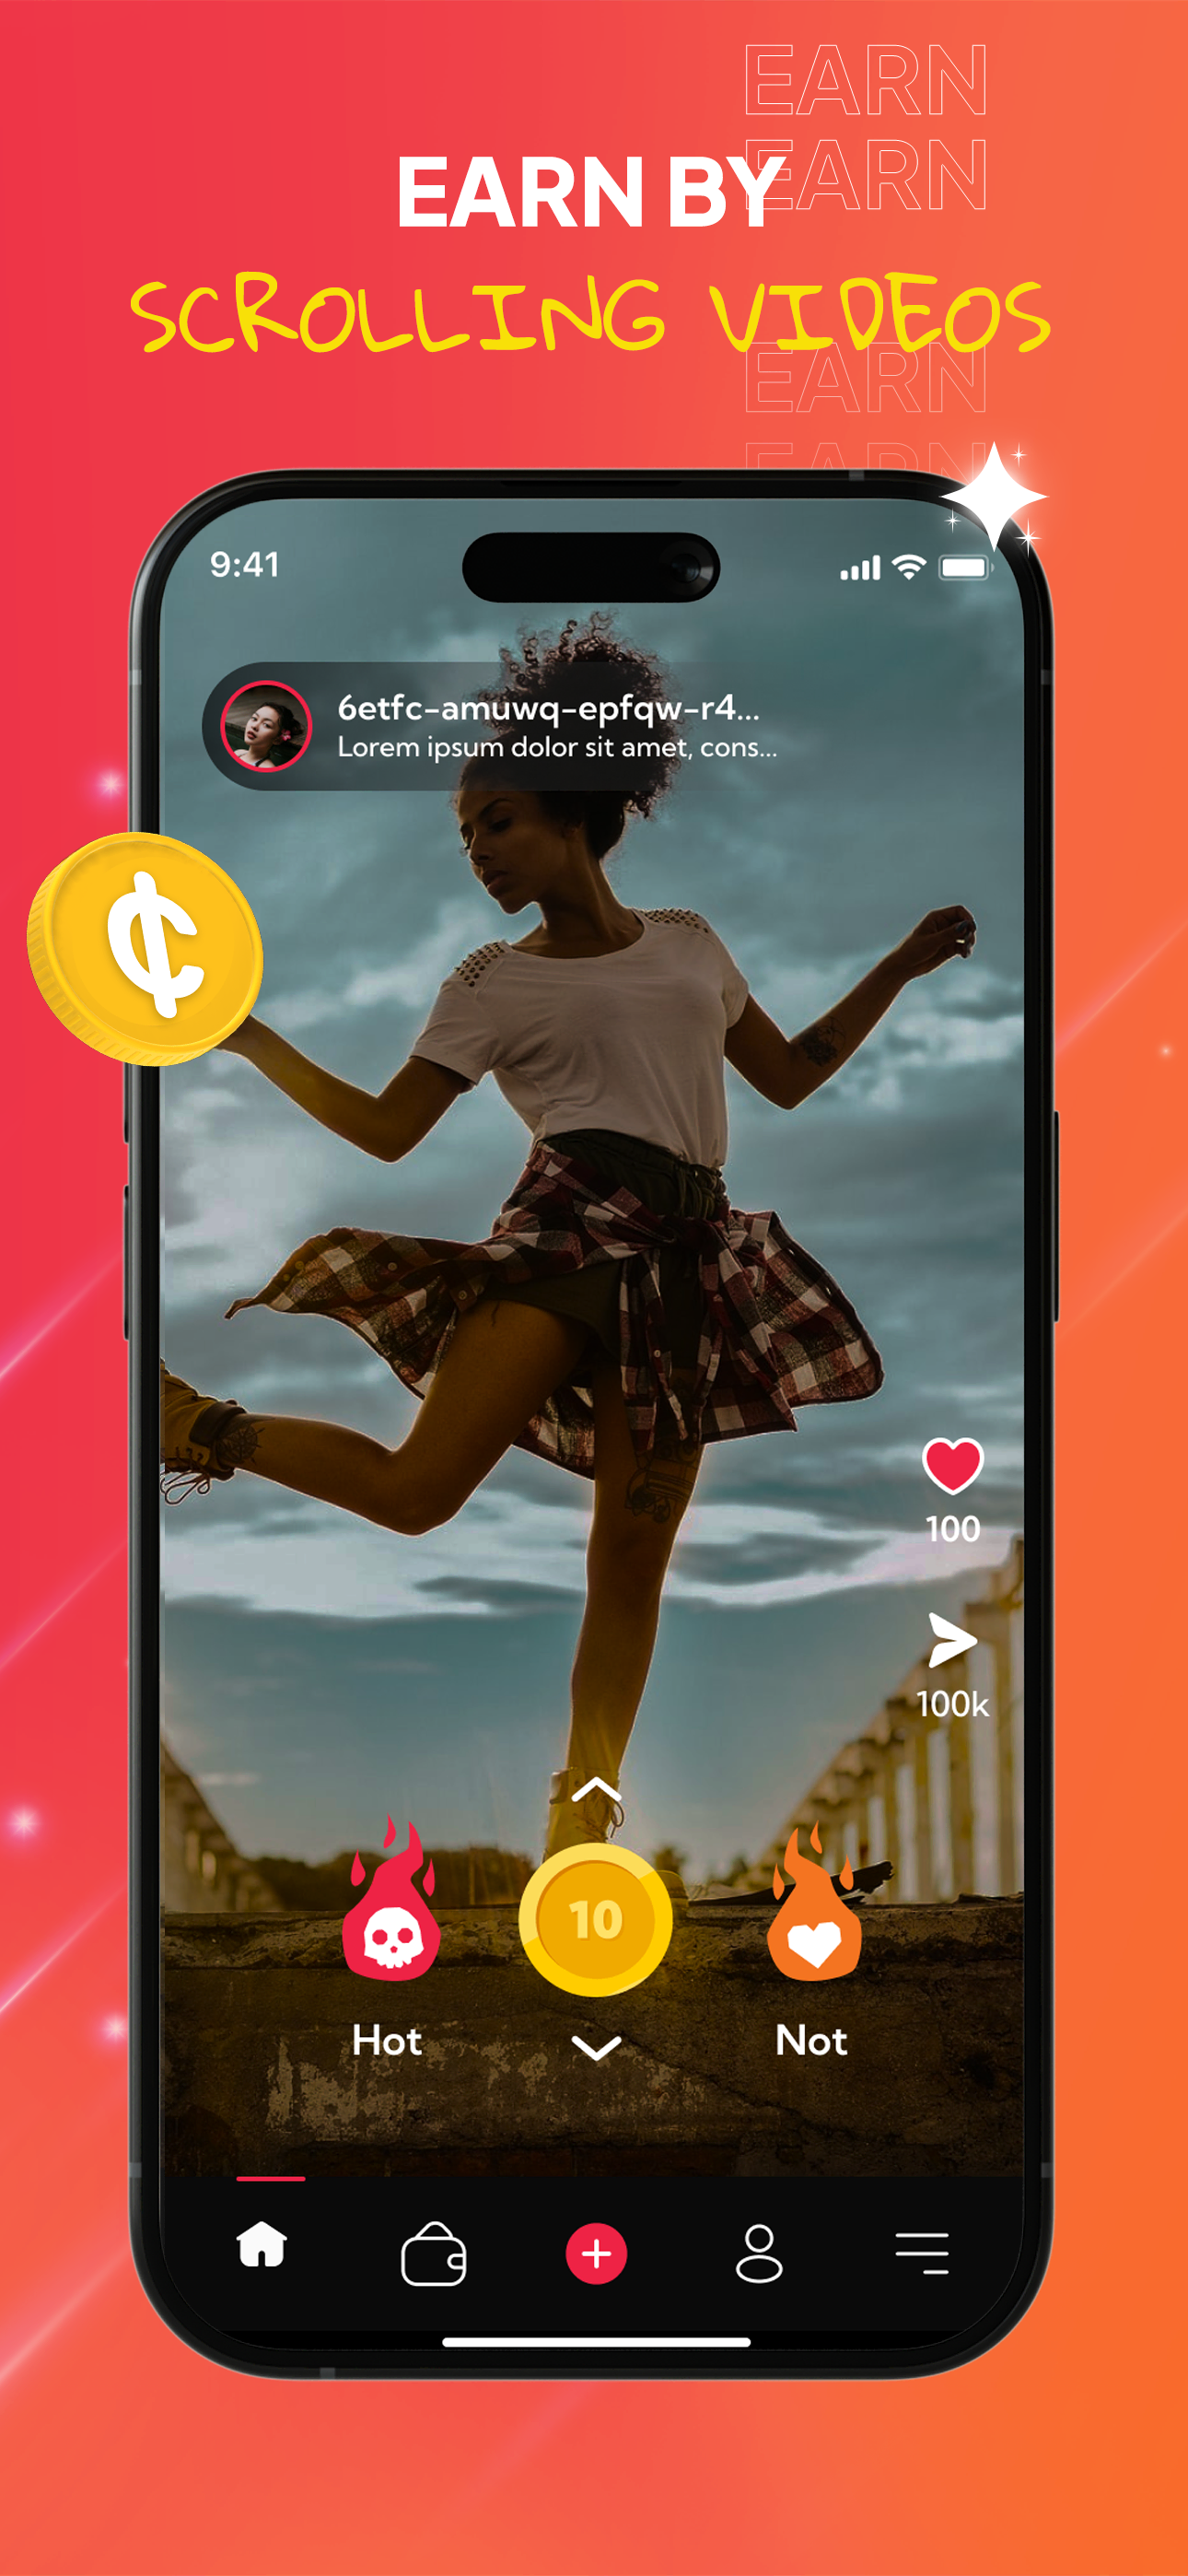 EARN
EARN
EARN BY
SCROLLING VIDEOS
EARN
EARN
9:41
6etfc-amuwq-epfqw-r4...
Lorem ipsum dolor sit amet, cons...
¢
100
100k
10
Hot
Not